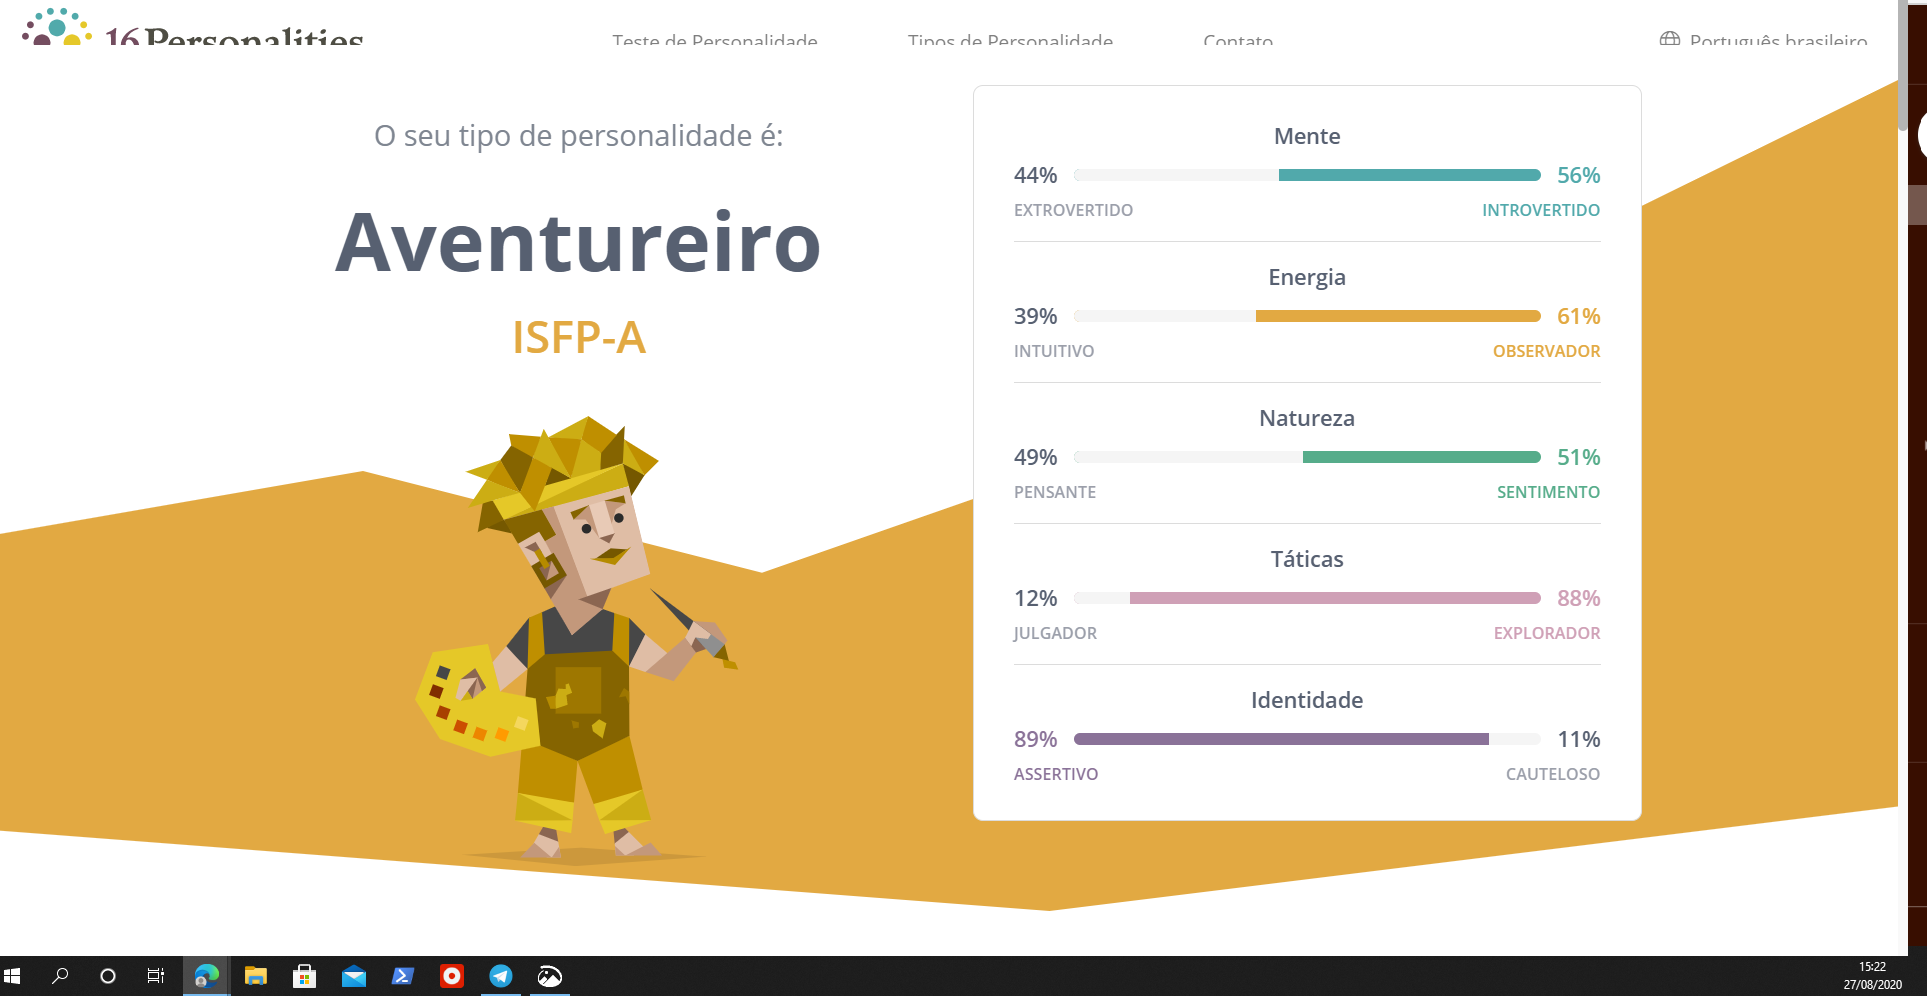 16Personalities
Teste de Personalidade
Tipos de Personalidade
Contato
Português brasileiro
O seu tipo de personalidade é:
Aventureiro
ISFP-A
Mente
44% 56%
EXTROVERTIDO INTROVERTIDO
Energia
39% 61%
INTUITIVO OBSERVADOR
Natureza
49% 51%
PENSANTE SENTIMENTO
Táticas
12% 88%
JULGADOR EXPLORADOR
Identidade
89% 11%
ASSERTIVO CAUTELOSO
15:22
27/08/2020